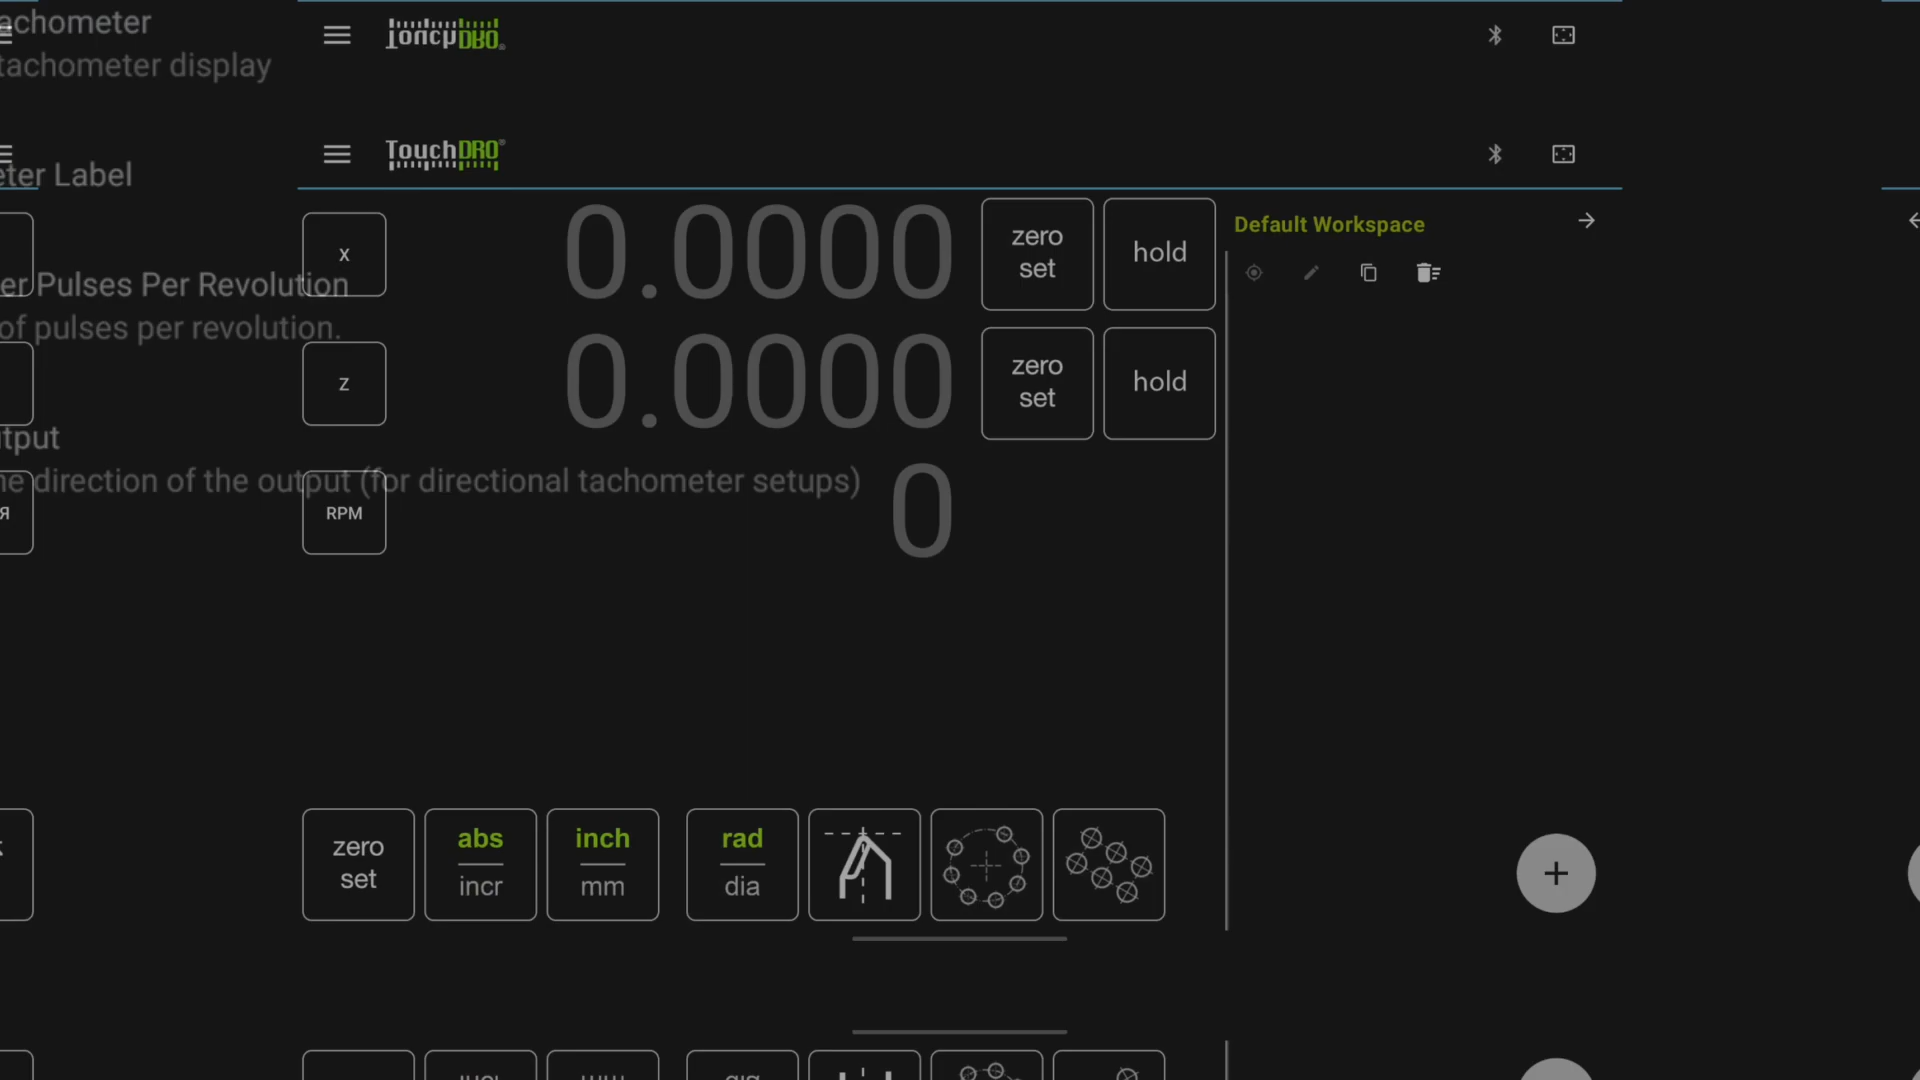 achometer
tachometer display
TouchDRO
TouchDRO®
eter Label
Default Workspace
X
0.0000
zero set
hold
er Pulses Per Revolution
of pulses per revolution.
Z
0.0000
zero set
hold
utput
ne direction of the output (for directional tachometer setups)
RPM
0
zero set
abs
incr
inch
mm
rad
dia
+